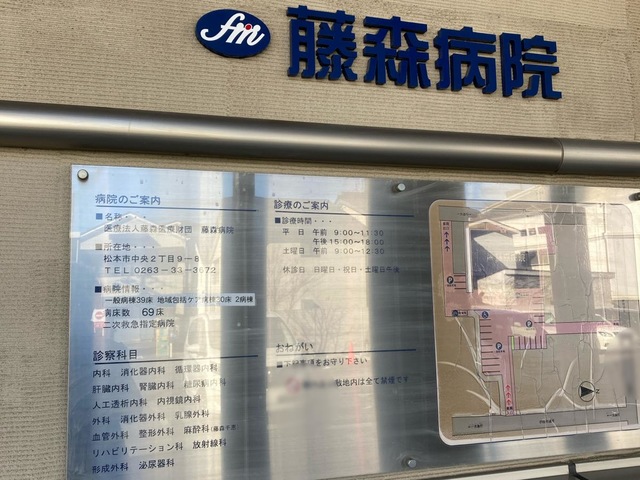 fm 藤森病院
病院のご案内
■名称・・・
医療法人藤森医療財団 藤森病院
■所在地・・・
松本市中央2丁目9-8
TEL 0263-33-3672
■病院情報・・・
一般病棟39床 地域包括ケア病棟30床 2病棟
病床数 69床
二次救急指定病院
診察科目
内科 消化器内科 循環器内科
肝臓内科 腎臓内科 糖尿病内科
人工透析内科 内視鏡内科
外科 消化器外科 乳腺外科
血管外科 整形外科 麻酔科(藤森千恵
リハビリテーション科 放射線科
形成外科 泌尿器科
診療のご案内
■診療時間・・・
平 日 午前 9:00~11:30
午後 15:00~18:00
土曜日 午前 9:00~12:30
休診日 日曜日・祝日・土曜日午後
おねがい
■下記事項をお守り下さい
敷地内は全て禁煙です
P
P
P
N